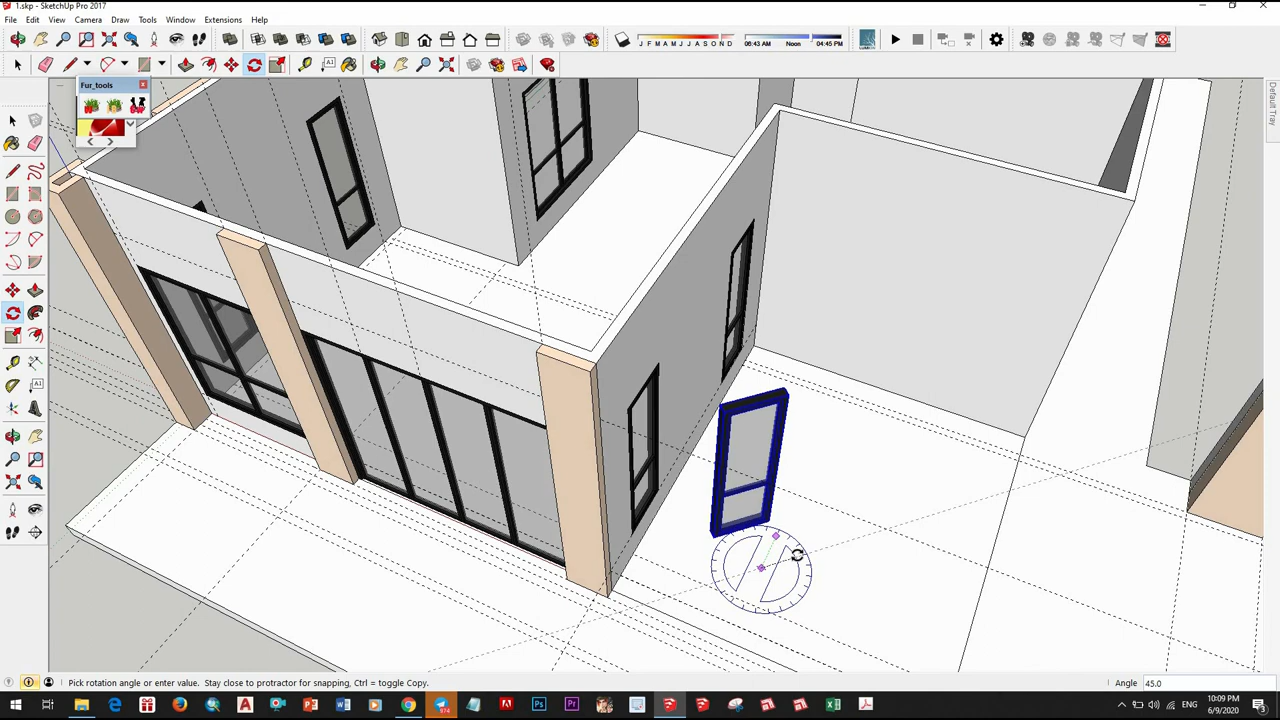 1.skp - SketchUp Pro 2017
File Edit View Camera Draw Tools Window Extensions Help
J F M A M J J A S O N D
06:43 AM Noon 04:45 PM
Fur_tools
Default Tray
Pick rotation angle or enter value. Stay close to protractor for snapping, Ctrl = toggle Copy.
Angle 45.0
ENG
10:09 PM
6/9/2020